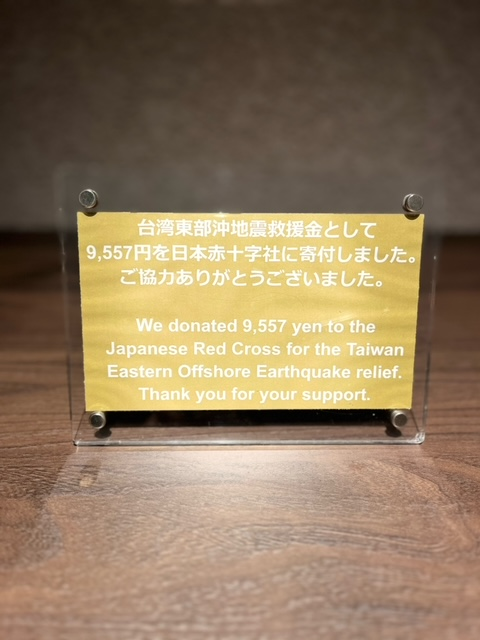 台湾東部沖地震救援金として
9,557円を日本赤十字社に寄付しました。
ご協力ありがとうございました。
We donated 9,557 yen to the
Japanese Red Cross for the Taiwan
Eastern Offshore Earthquake relief.
Thank you for your support.